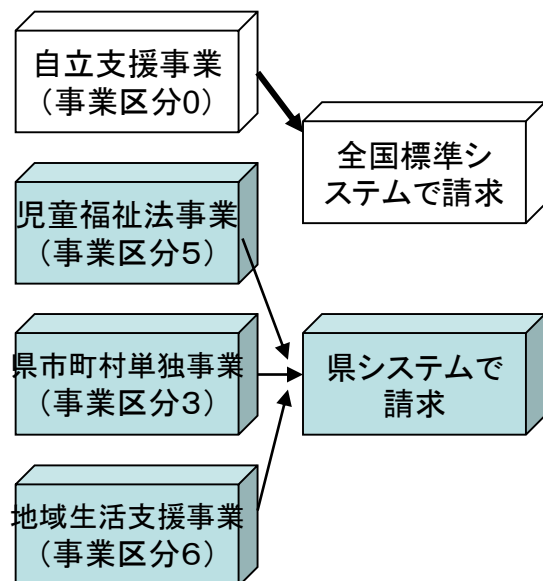 自立支援事業
（事業区分0）
全国標準シ
ステムで請求
児童福祉法事業
（事業区分５）
県市町村単独事業
（事業区分３）
県システムで
請求
地域生活支援事業
（事業区分６）